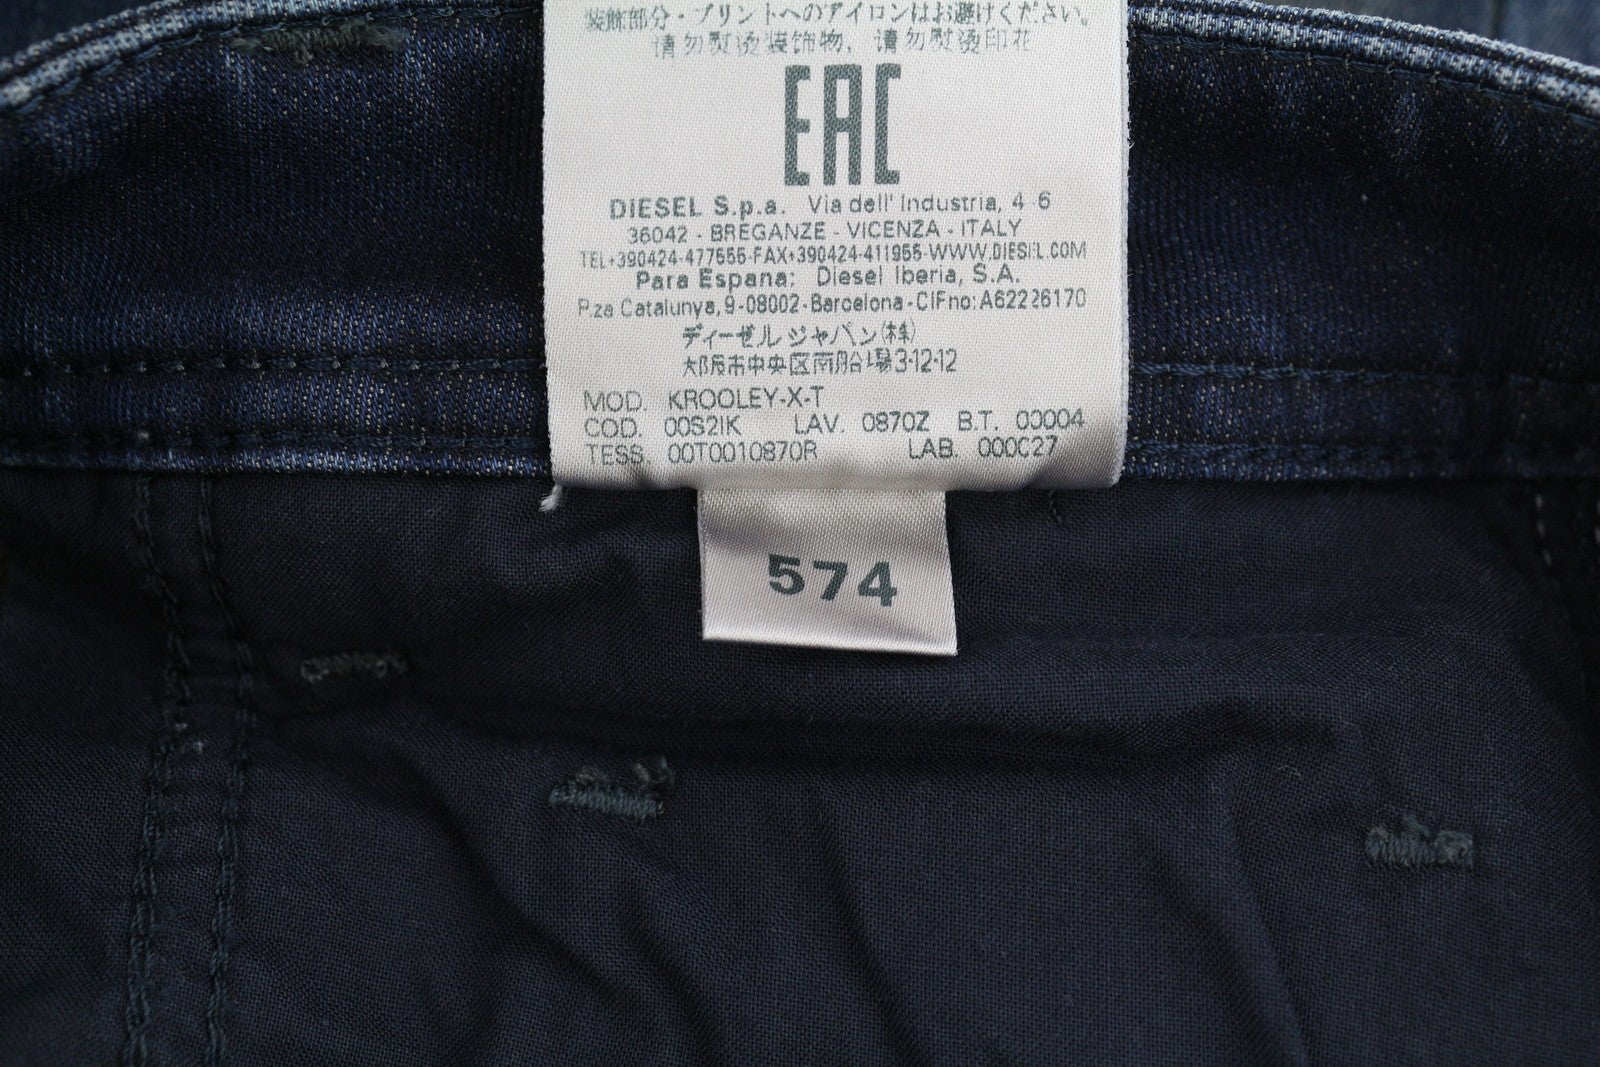 装飾部分・プリントへのアイロンはお避けください。
请勿熨烫装饰物，请勿熨烫印花
EAC
DIESEL S.p.a. Via dell' Industria, 4-6
36042 - BREGANZE - VICENZA - ITALY
TEL+390424-477555-FAX+390424-411955-WWW.DIESEL.COM
Para Espana: Diesel Iberia, S.A.
P.za Catalunya, 9-08002-Barcelona-CIFno:A62226170
ディーゼルジャパン(株)
大阪市中央区南船場3-12-12
MOD. KROOLEY-X-T
COD. 00S2IK LAV. 0870Z B.T. 00004
TESS. 00T0010870R LAB. 000C27
574